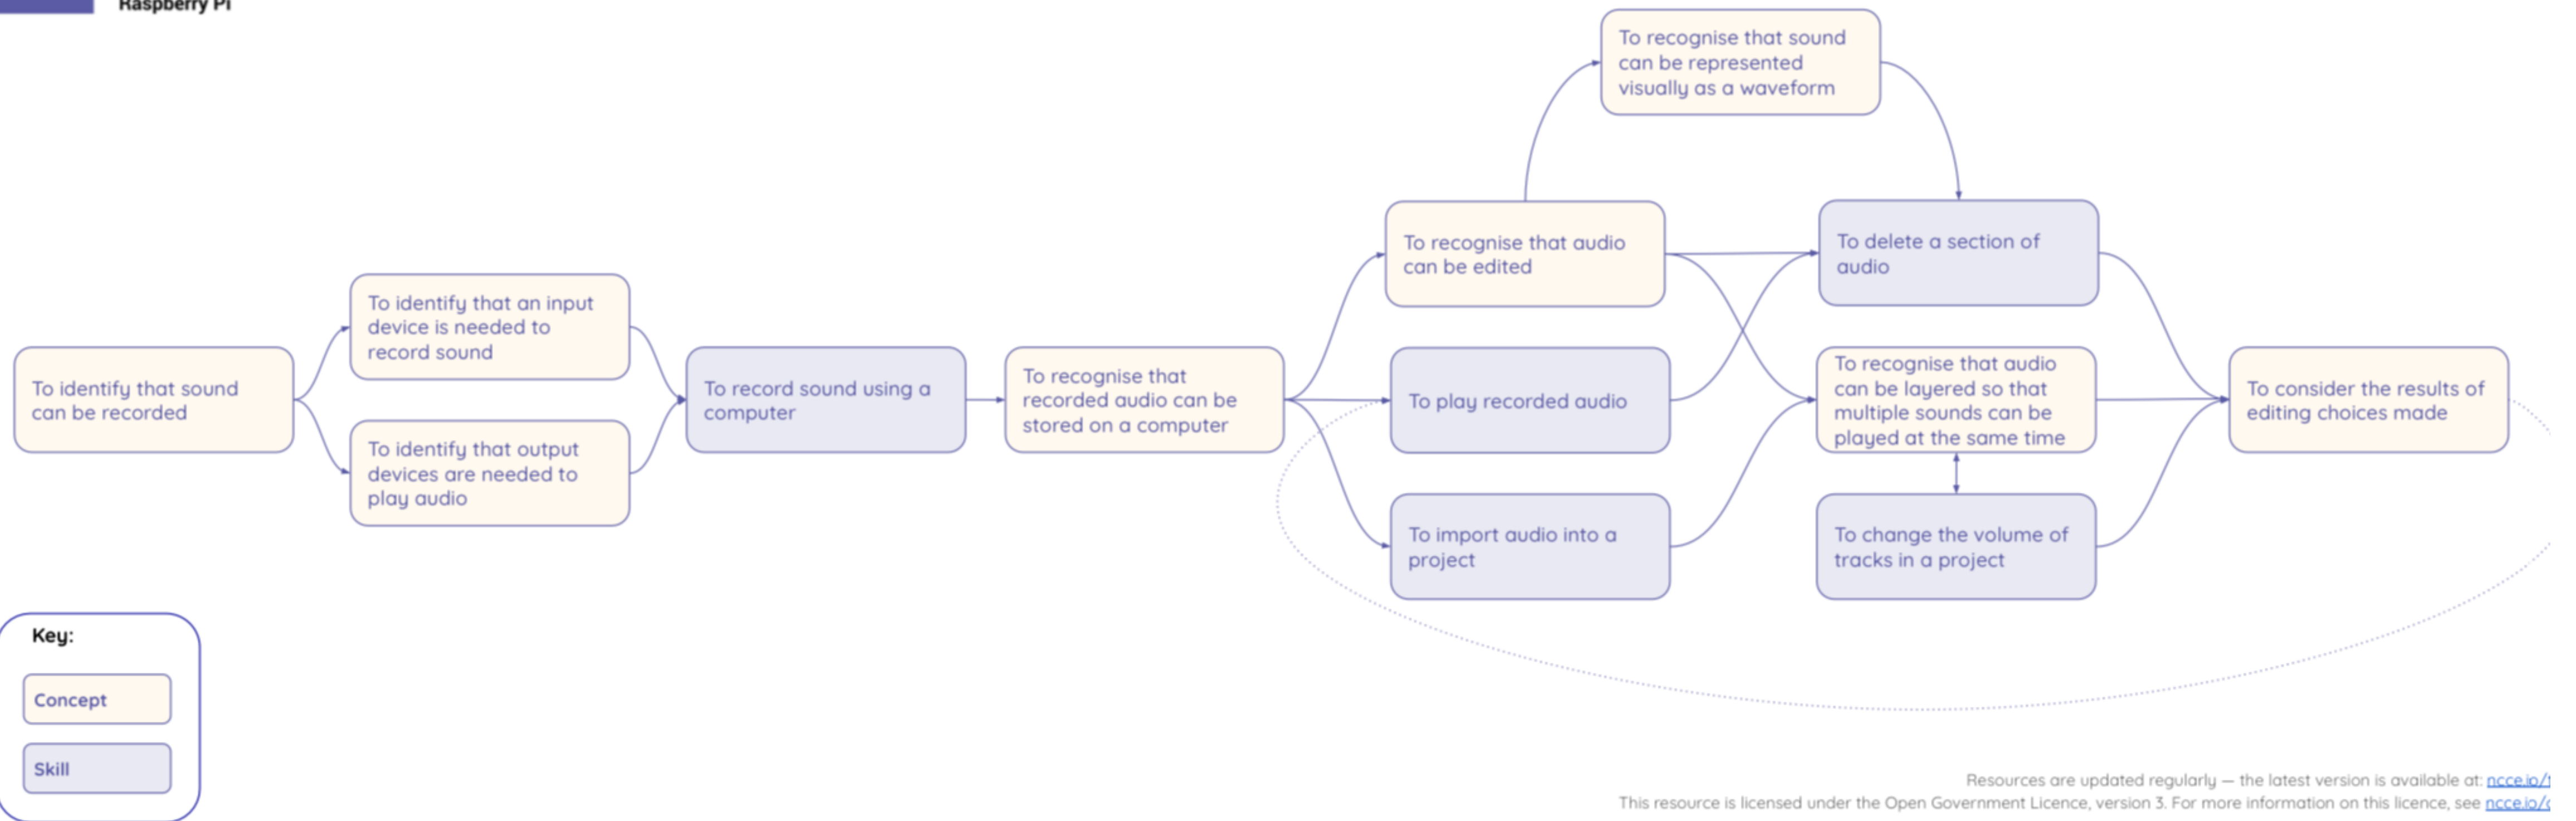 Raspberry Pi
To recognise that sound
can be represented
visually as a waveform
To recognise that audio
can be edited
To delete a section of
audio
To identify that an input
device is needed to
record sound
To identify that sound
can be recorded
To identify that output
devices are needed to
play audio
To record sound using a
computer
To recognise that
recorded audio can be
stored on a computer
To play recorded audio
To recognise that audio
can be layered so that
multiple sounds can be
played at the same time
To consider the results of
editing choices made
To import audio into a
project
To change the volume of
tracks in a project
Key:
Concept
Skill
Resources are updated regularly — the latest version is available at: ncce.io/
This resource is licensed under the Open Government Licence, version 3. For more information on this licence, see ncce.io/